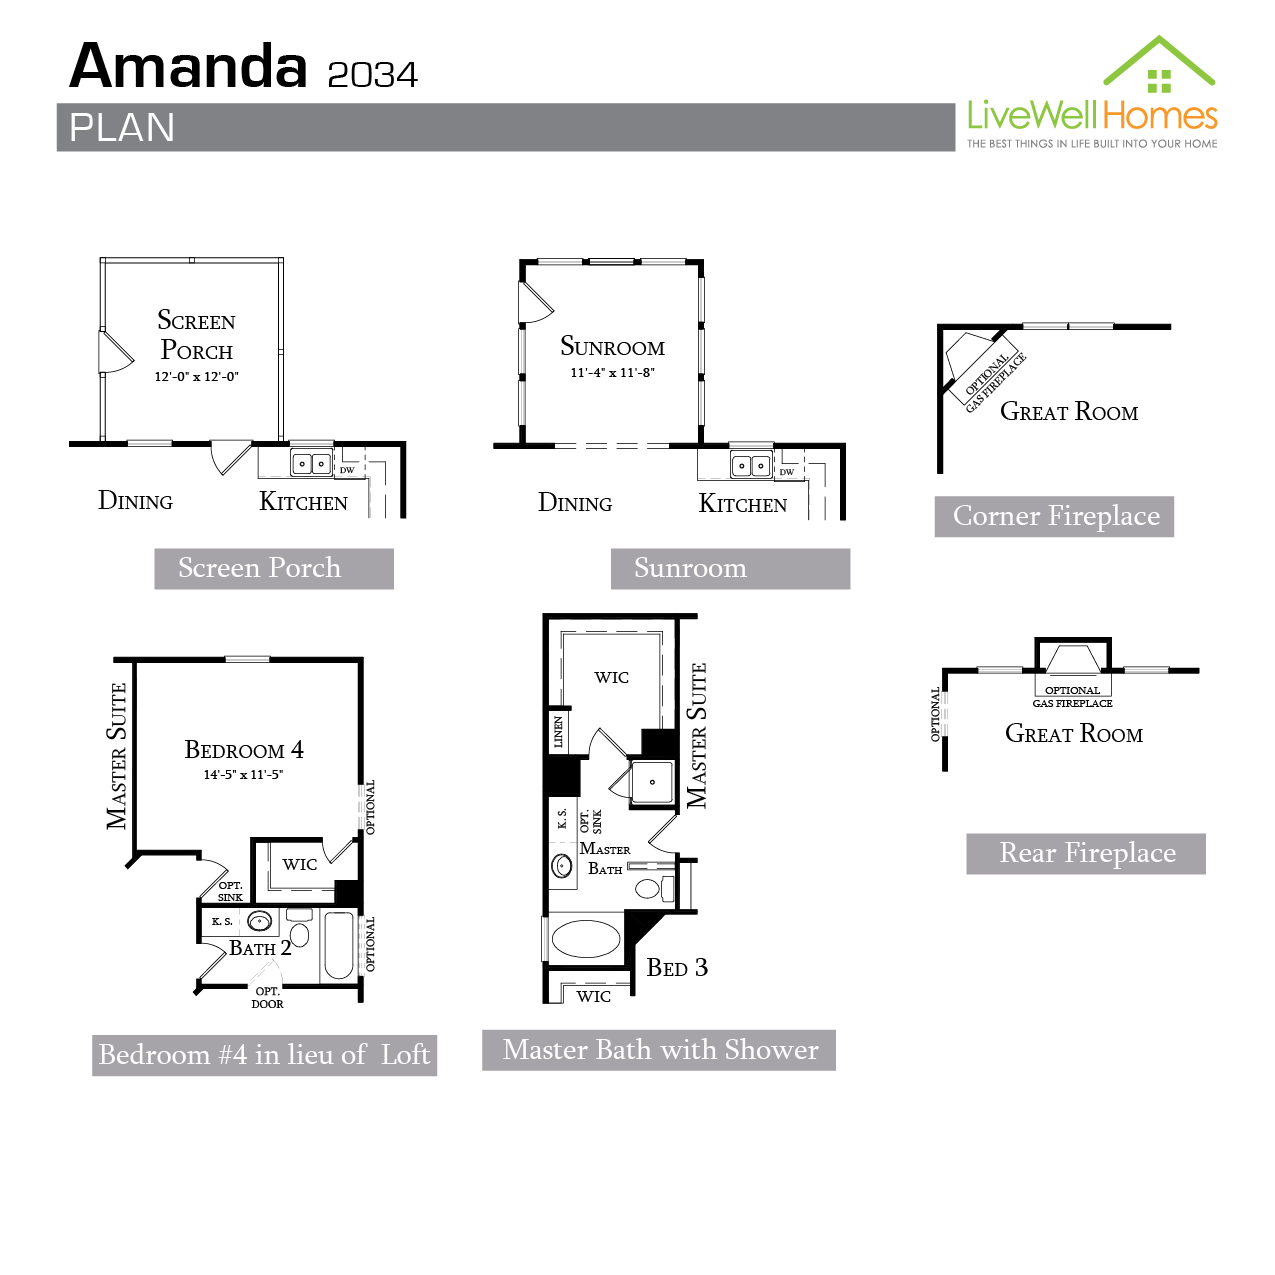 Amanda 2034
PLAN
LiveWellHomes
THE BEST THINGS IN LIFE BUILT INTO YOUR HOME
SCREEN
PORCH
12'-0" x 12'-0"
DW
DINING
KITCHEN
Screen Porch
SUNROOM
11'-4" x 11'-8"
DW
DINING
KITCHEN
Sunroom
OPTIONAL
GAS FIREPLACE
GREAT ROOM
Corner Fireplace
MASTER SUITE
BEDROOM 4
14'-5" x 11'-5"
OPTIONAL
WIC
OPT.
SINK
K. S.
BATH 2
OPTIONAL
OPT.
DOOR
Bedroom #4 in lieu of Loft
WIC
MASTER SUITE
LINEN
K. S.
OPT.
SINK
MASTER
BATH
BED 3
WIC
Master Bath with Shower
OPTIONAL
OPTIONAL
GAS FIREPLACE
GREAT ROOM
Rear Fireplace